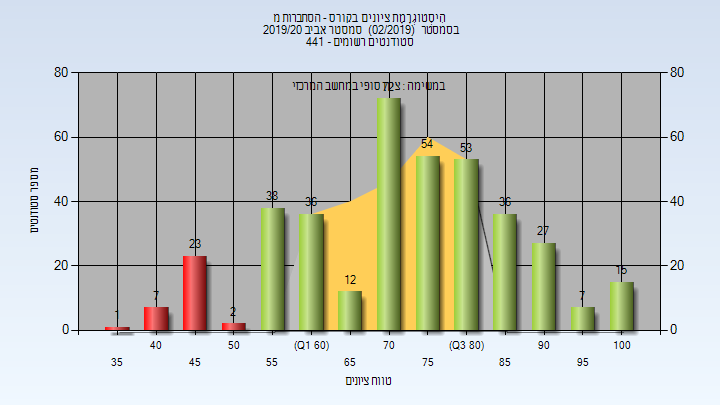 היסטוגרמת ציונים בקורס - הסתברות מ
בסמסטר (02/2019) סמסטר אביב 2019/20
סטודנטים רשומים - 441
במשימה : ציון סופי במחשב המרכזי
80 80
60 60
40 40
20 20
0 0
מספר סטודנטים
1 7 23 2 38 36 12 72 54 53 36 27 7 15
40 50 (Q1 60) 70 (Q3 80) 90 100
35 45 55 65 75 85 95
טווח ציונים